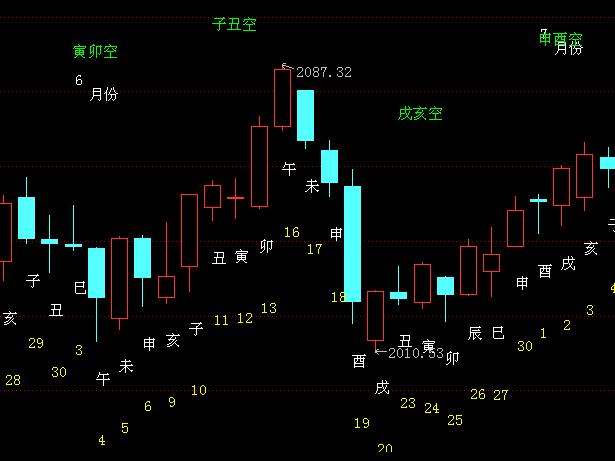 子丑空
寅卯空
申酉空
7
月份
6
月份
2087.32
戌亥空
午
未
16
申
17
丑
寅
卯
子
亥
戌
酉
申
子
丑
巳
亥
18
4
3
2
1
30
29
28
30
3
午
未
申
亥
子
11
12
13
10
9
6
5
4
2010.53
酉
戌
丑
寅
卯
辰
巳
19
20
23
24
25
26
27